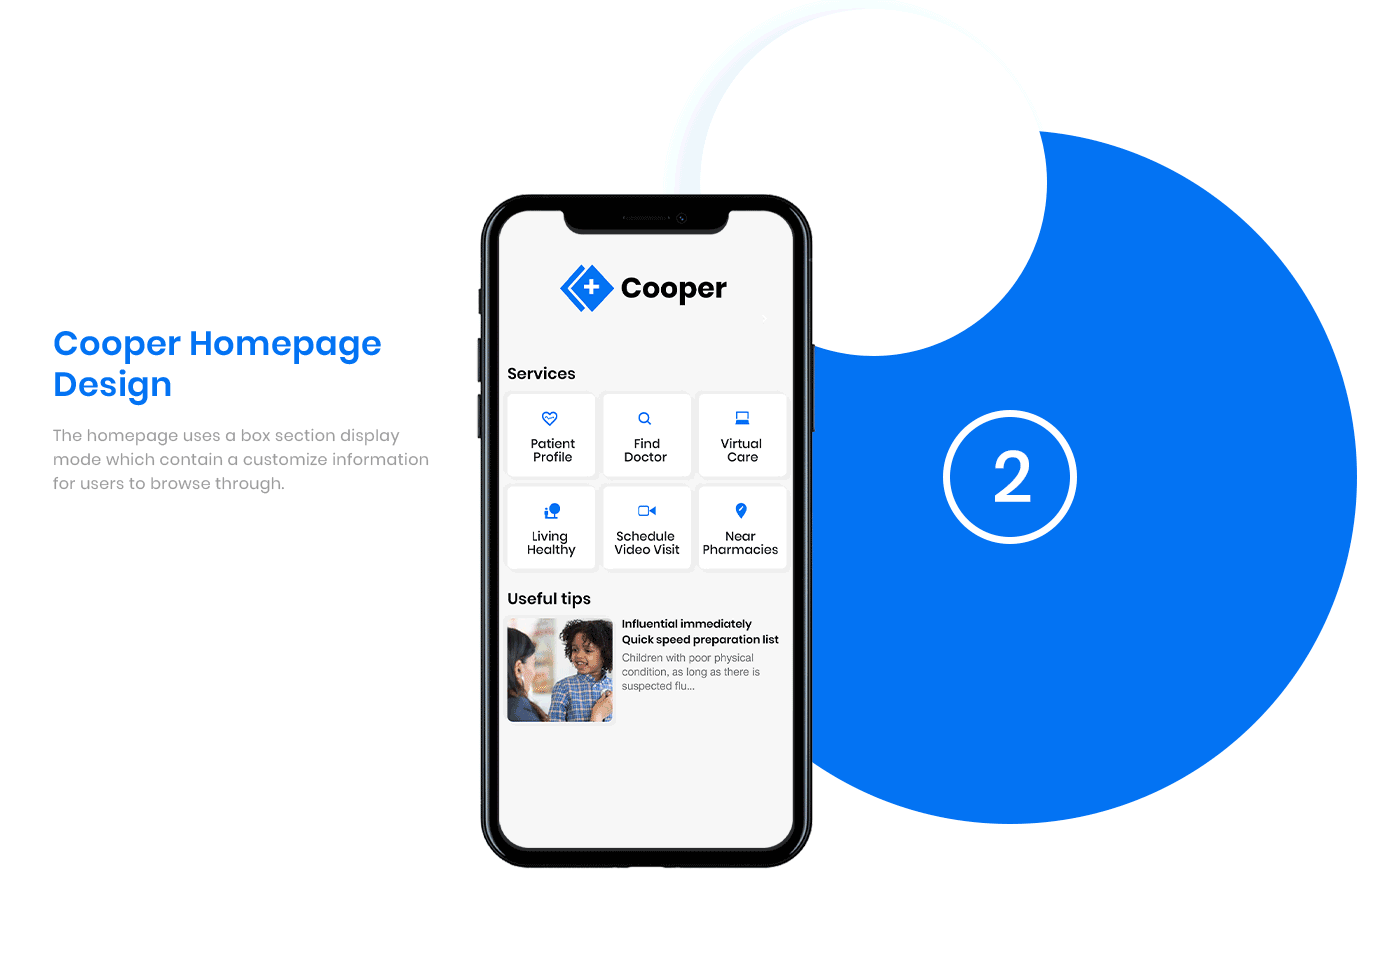 Cooper Homepage
Design
The homepage uses a box section display
mode which contain a customize information
for users to browse through.
Cooper
Services
Patient
Profile
Find
Doctor
Virtual
Care
Living
Healthy
Schedule
Video Visit
Near
Pharmacies
Useful tips
Influential immediately
Quick speed preparation list
Children with poor physical
condition, as long as there is
suspected flu...
2